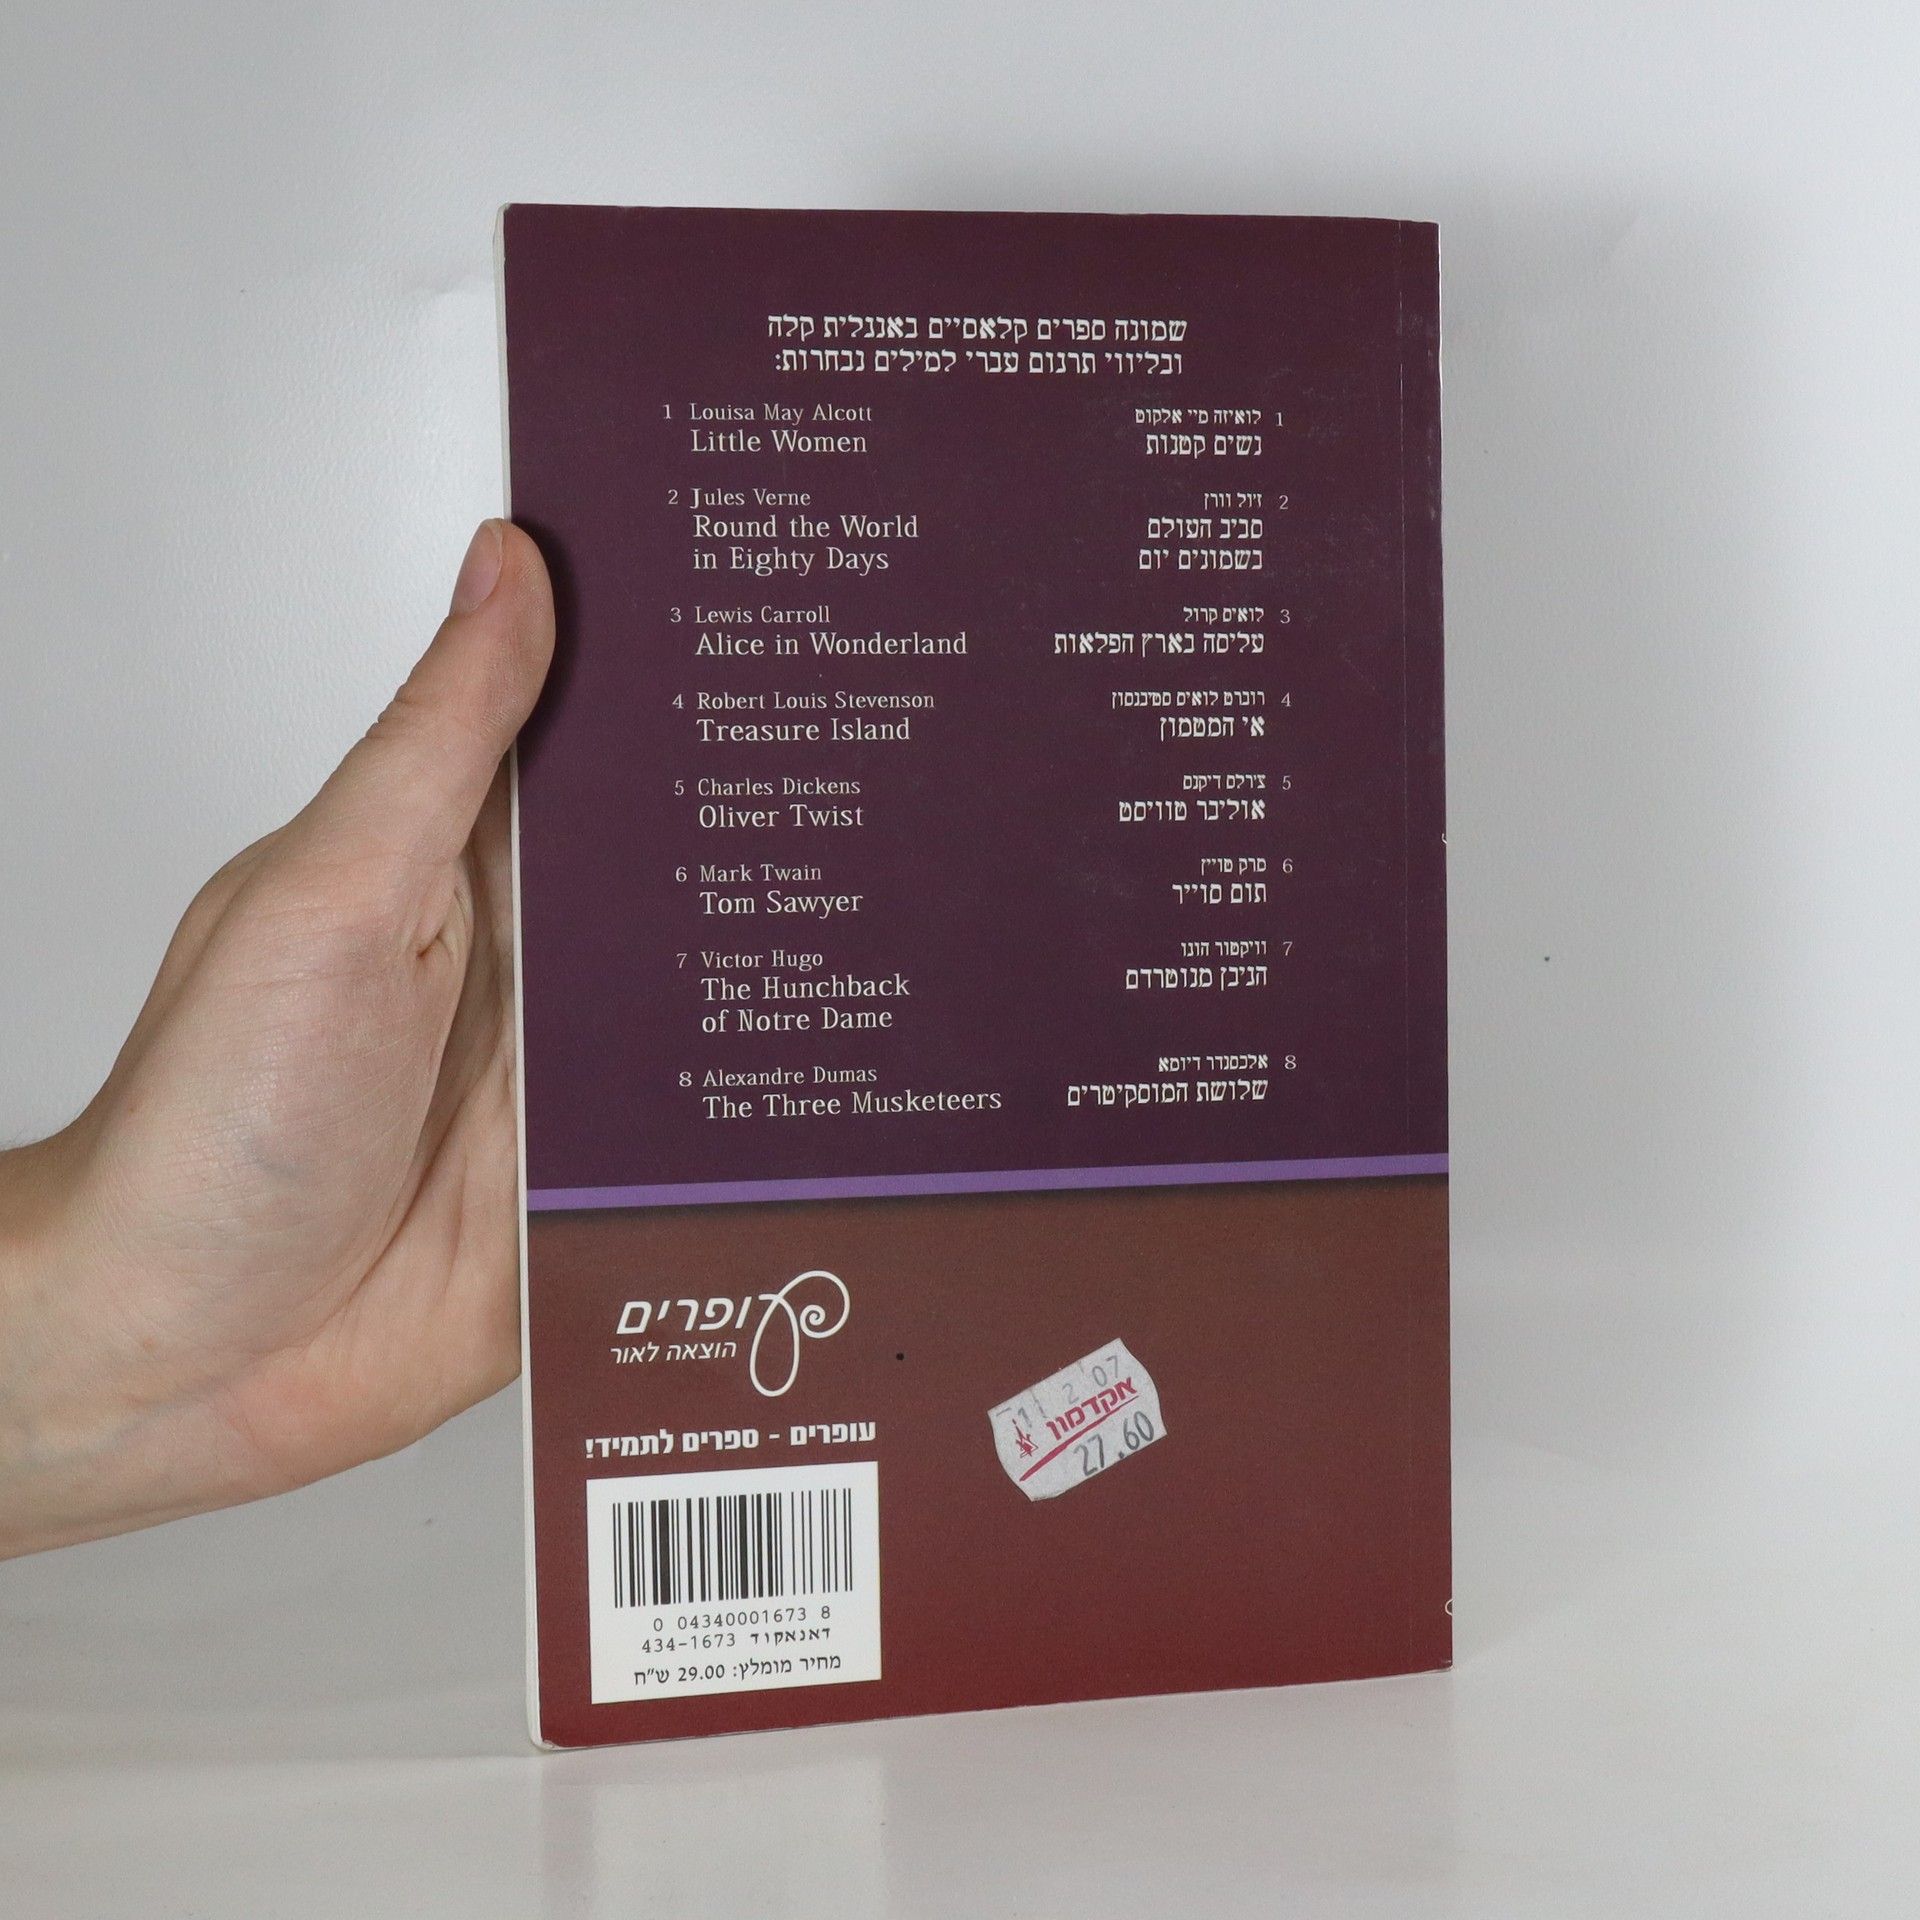 שמונה ספרים קלאסיים באנגלית קלה
ובליווי תרגום עברי למילים נבחרות:
1 Louisa May Alcott
Little Women
1 לואיזה מיי אלקוט
נשים קטנות
2 Jules Verne
Round the World
in Eighty Days
2 ז'ול וורן
סביב העולם
בשמונים יום
3 Lewis Carroll
Alice in Wonderland
3 לואיס קרול
עליסה בארץ הפלאות
4 Robert Louis Stevenson
Treasure Island
4 רוברט לואיס סטיבנסון
אי המטמון
5 Charles Dickens
Oliver Twist
5 צ'רלס דיקנס
אוליבר טוויסט
6 Mark Twain
Tom Sawyer
6 מרק טויין
תום סוייר
7 Victor Hugo
The Hunchback
of Notre Dame
7 וויקטור הוגו
הגיבן מנוטרדם
8 Alexandre Dumas
The Three Musketeers
8 אלכסנדר דיומא
שלושת המוסקיטרים
עופרים
הוצאה לאור
עופרים - ספרים לתמיד!
0 04340001673 8
דאנאקוד 434-1673
מחיר מומלץ: 29.00 ש"ח
11 2 07
אקדמון
27.60